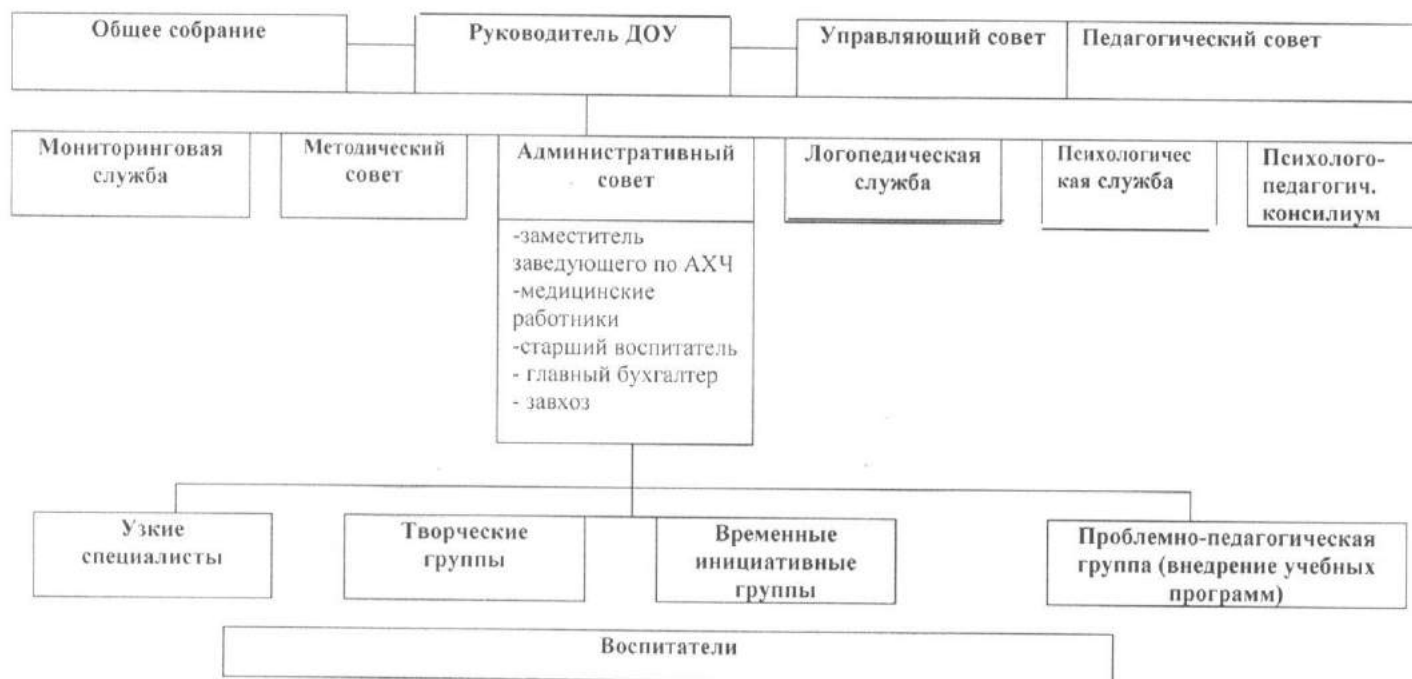 Общее собрание
Руководитель ДОУ
Управляющий совет
Педагогический совет
Мониторинговая
служба
Методический
совет
Административный
совет
Логопедическая
служба
Психологичес
кая служба
Психолого-
педагогич.
консилиум
-заместитель
заведующего по АХЧ
-медицинские
работники
-старший воспитатель
- главный бухгалтер
- завхоз
Узкие
специалисты
Творческие
группы
Временные
инициативные
группы
Проблемно-педагогическая
группа (внедрение учебных
программ)
Воспитатели